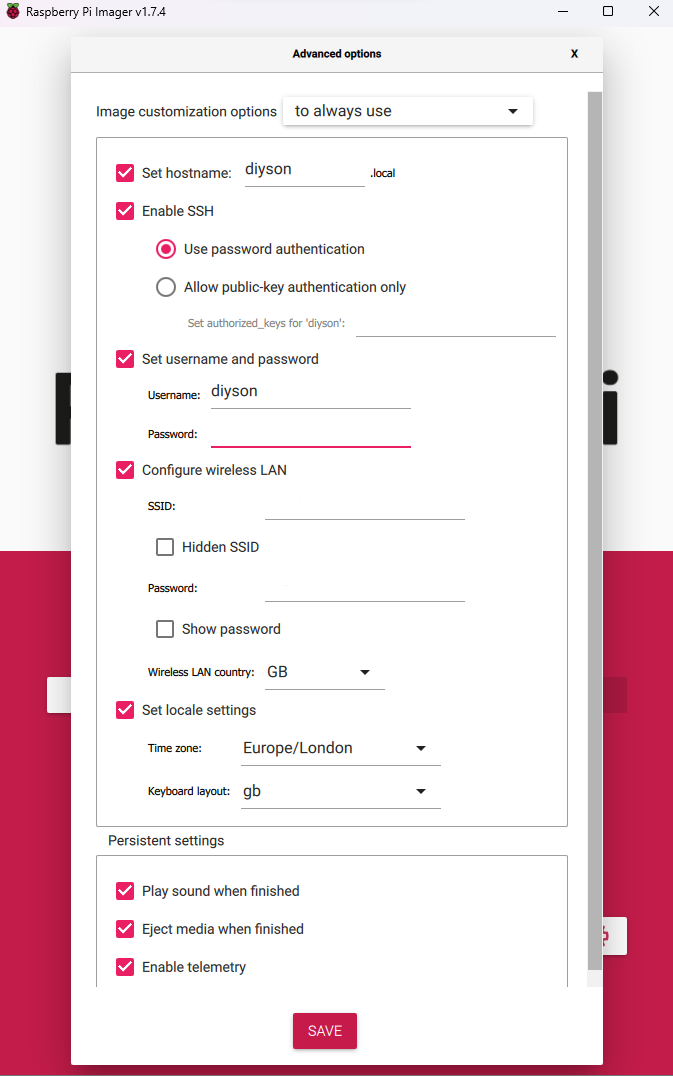 Raspberry Pi Imager v1.7.4
Advanced options
X
Image customization options to always use
Set hostname: diyson .local
Enable SSH
Use password authentication
Allow public-key authentication only
Set authorized_keys for 'diyson':
Set username and password
Username: diyson
Password:
Configure wireless LAN
SSID:
Hidden SSID
Password:
Show password
Wireless LAN country: GB
Set locale settings
Time zone: Europe/London
Keyboard layout: gb
Persistent settings
Play sound when finished
Eject media when finished
Enable telemetry
SAVE